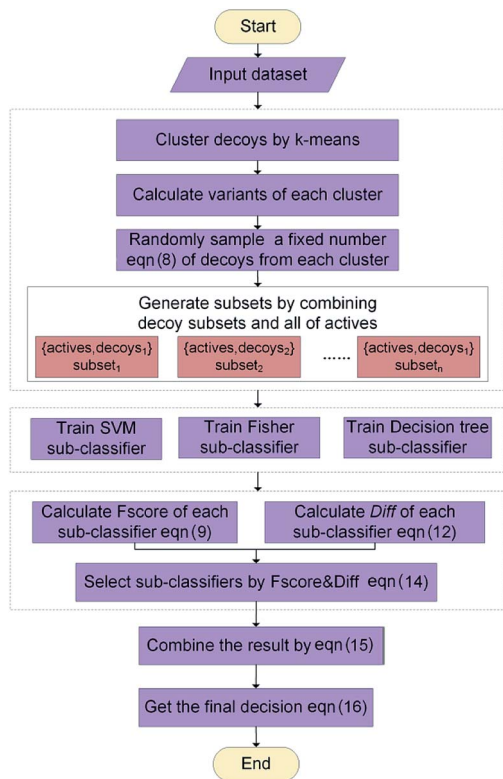 Start
Input dataset
Cluster decoys by k-means
Calculate variants of each cluster
Randomly sample a fixed number
eqn (8) of decoys from each cluster
Generate subsets by combining
decoy subsets and all of actives
{actives,decoys₁}
subset₁
{actives,decoys₂}
subset₂
......
{actives,decoys₁}
subsetₙ
Train SVM
sub-classifier
Train Fisher
sub-classifier
Train Decision tree
sub-classifier
Calculate Fscore of each
sub-classifier eqn (9)
Calculate Diff of each
sub-classifier eqn (12)
Select sub-classifiers by Fscore&Diff eqn (14)
Combine the result by eqn (15)
Get the final decision eqn (16)
End